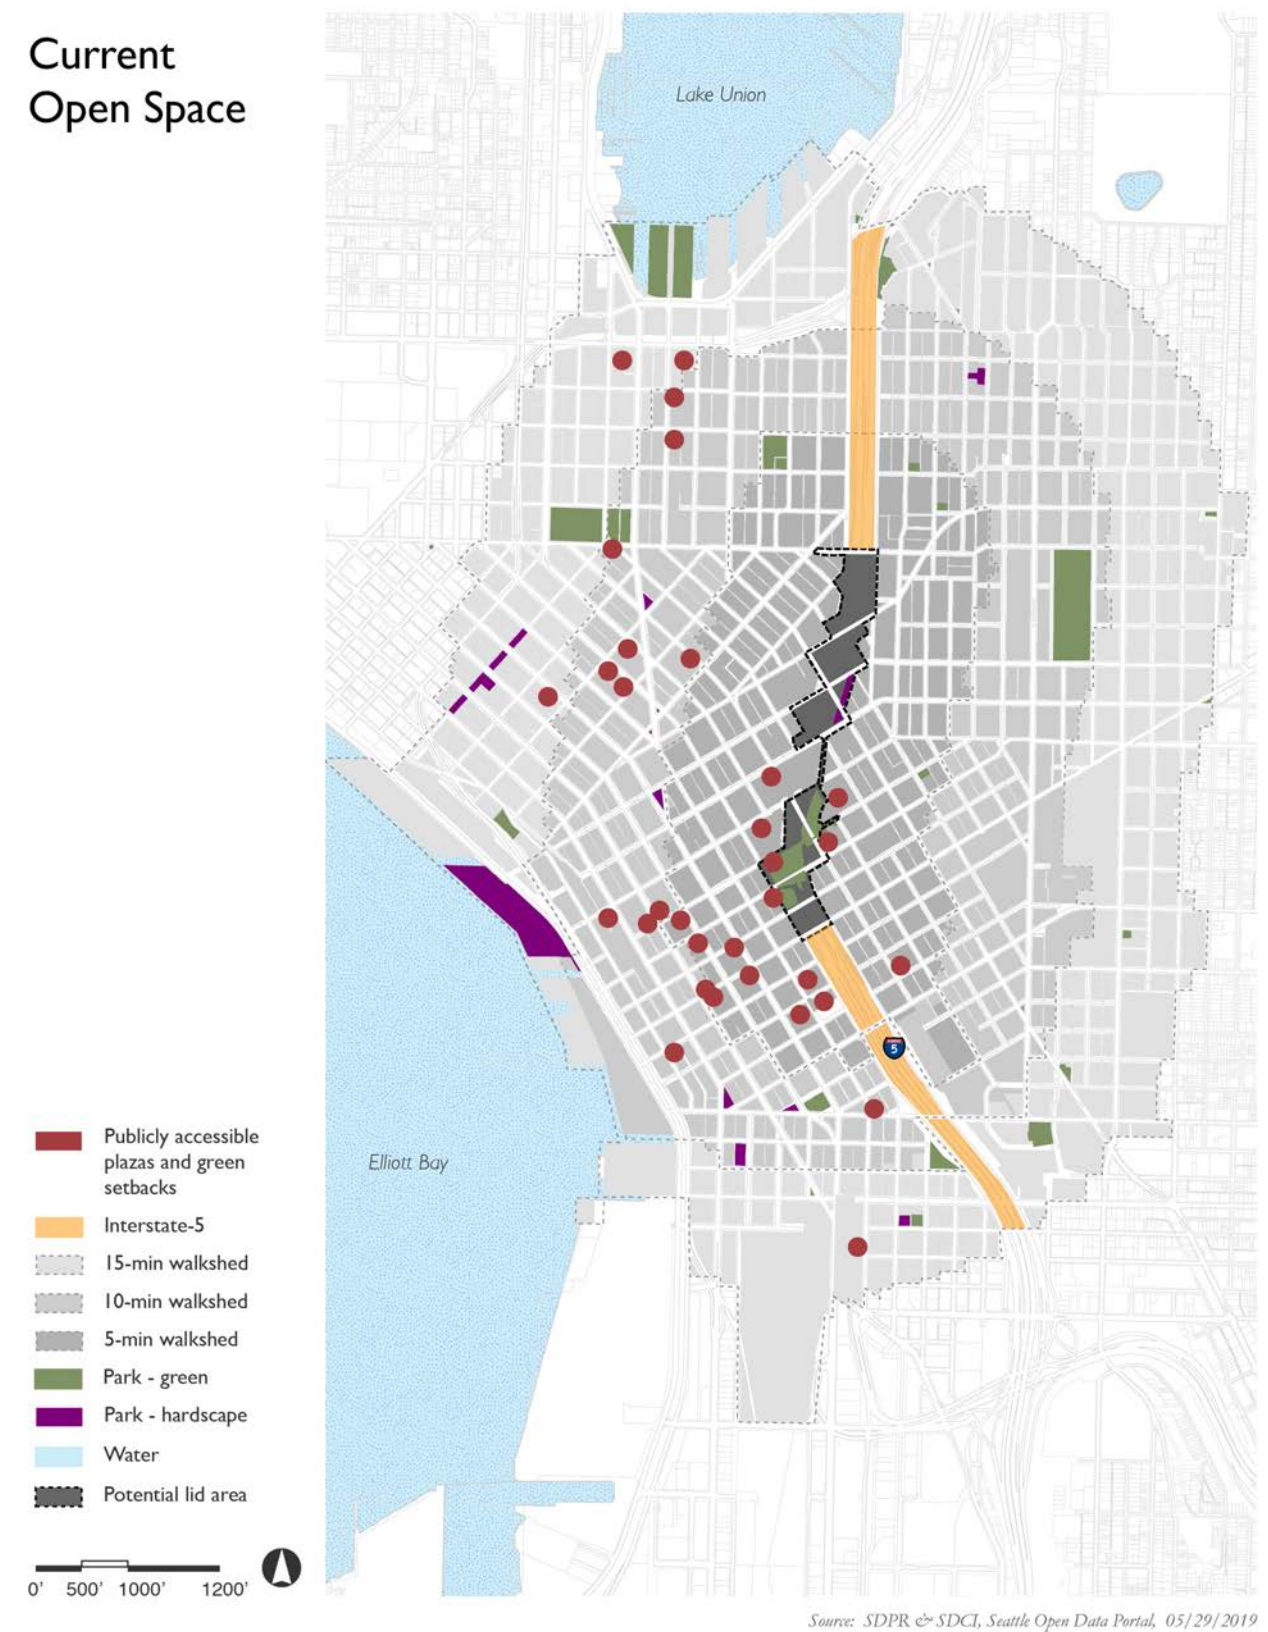 Current
Open Space
Lake Union
5
Elliott Bay
Publicly accessible
plazas and green
setbacks
Interstate-5
15-min walkshed
10-min walkshed
5-min walkshed
Park - green
Park - hardscape
Water
Potential lid area
0' 500' 1000' 1200'
Source: SDPR & SDCI, Seattle Open Data Portal, 05/29/2019